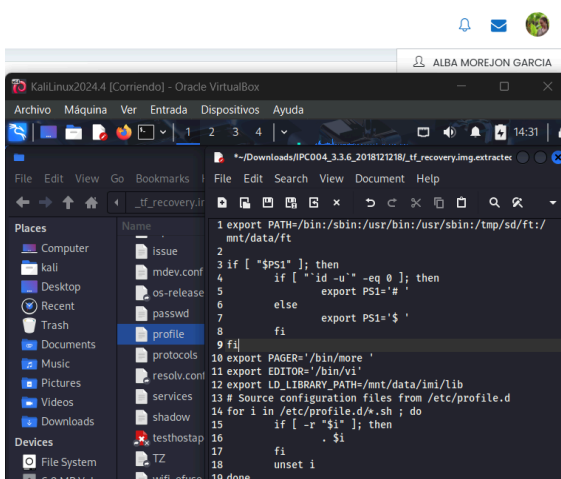 ALBA MOREJON GARCIA
KaliLinux2024.4 [Corriendo] - Oracle VirtualBox
Archivo Máquina Ver Entrada Dispositivos Ayuda
1 2 3 4 14:31
*~/Downloads/IPC004_3.3.6_2018121218/_tf_recovery.img.extracted
File Edit View Go Bookmarks
File Edit Search View Document Help
_tf_recovery.i
Places
Computer
kali
Desktop
Recent
Trash
Documents
Music
Pictures
Videos
Downloads
Devices
File System
Name
issue
mdev.conf
os-release
passwd
profile
protocols
resolv.conf
services
shadow
testhostap
TZ
1 export PATH=/bin:/sbin:/usr/bin:/usr/sbin:/tmp/sd/ft:/
mnt/data/ft
2
3 if [ "$PS1" ]; then
4 if [ "`id -u`" -eq 0 ]; then
5 export PS1='# '
6 else
7 export PS1='$ '
8 fi
9 fi
10 export PAGER='/bin/more '
11 export EDITOR='/bin/vi'
12 export LD_LIBRARY_PATH=/mnt/data/imi/lib
13 # Source configuration files from /etc/profile.d
14 for i in /etc/profile.d/*.sh ; do
15 if [ -r "$i" ]; then
16 . $i
17 fi
18 unset i
19 done